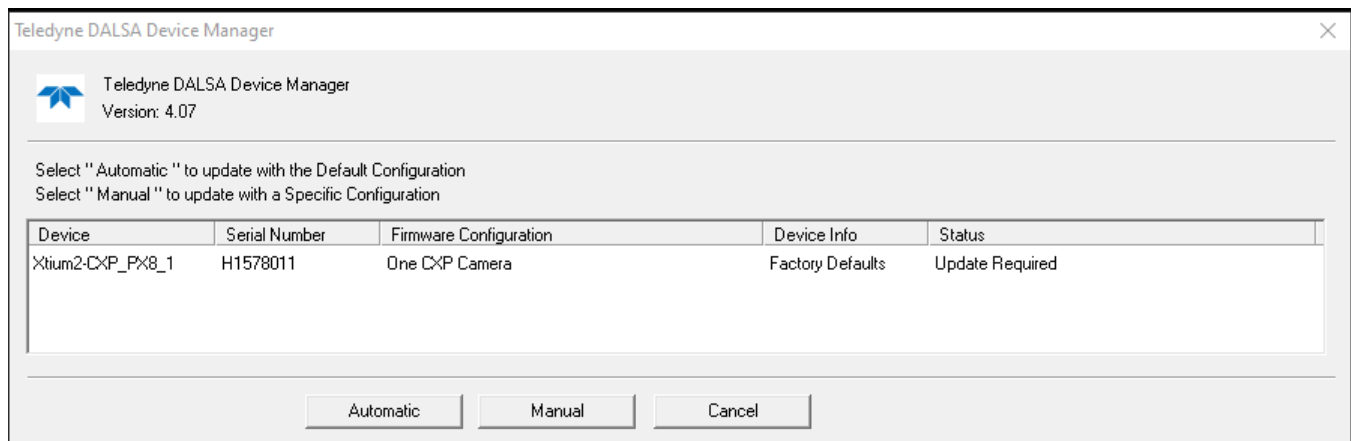 Teledyne DALSA Device Manager
Teledyne DALSA Device Manager
Version: 4.07
Select " Automatic " to update with the Default Configuration
Select " Manual " to update with a Specific Configuration
Device Serial Number Firmware Configuration Device Info Status
Xtium2-CXP_PX8_1 H1578011 One CXP Camera Factory Defaults Update Required
Automatic Manual Cancel